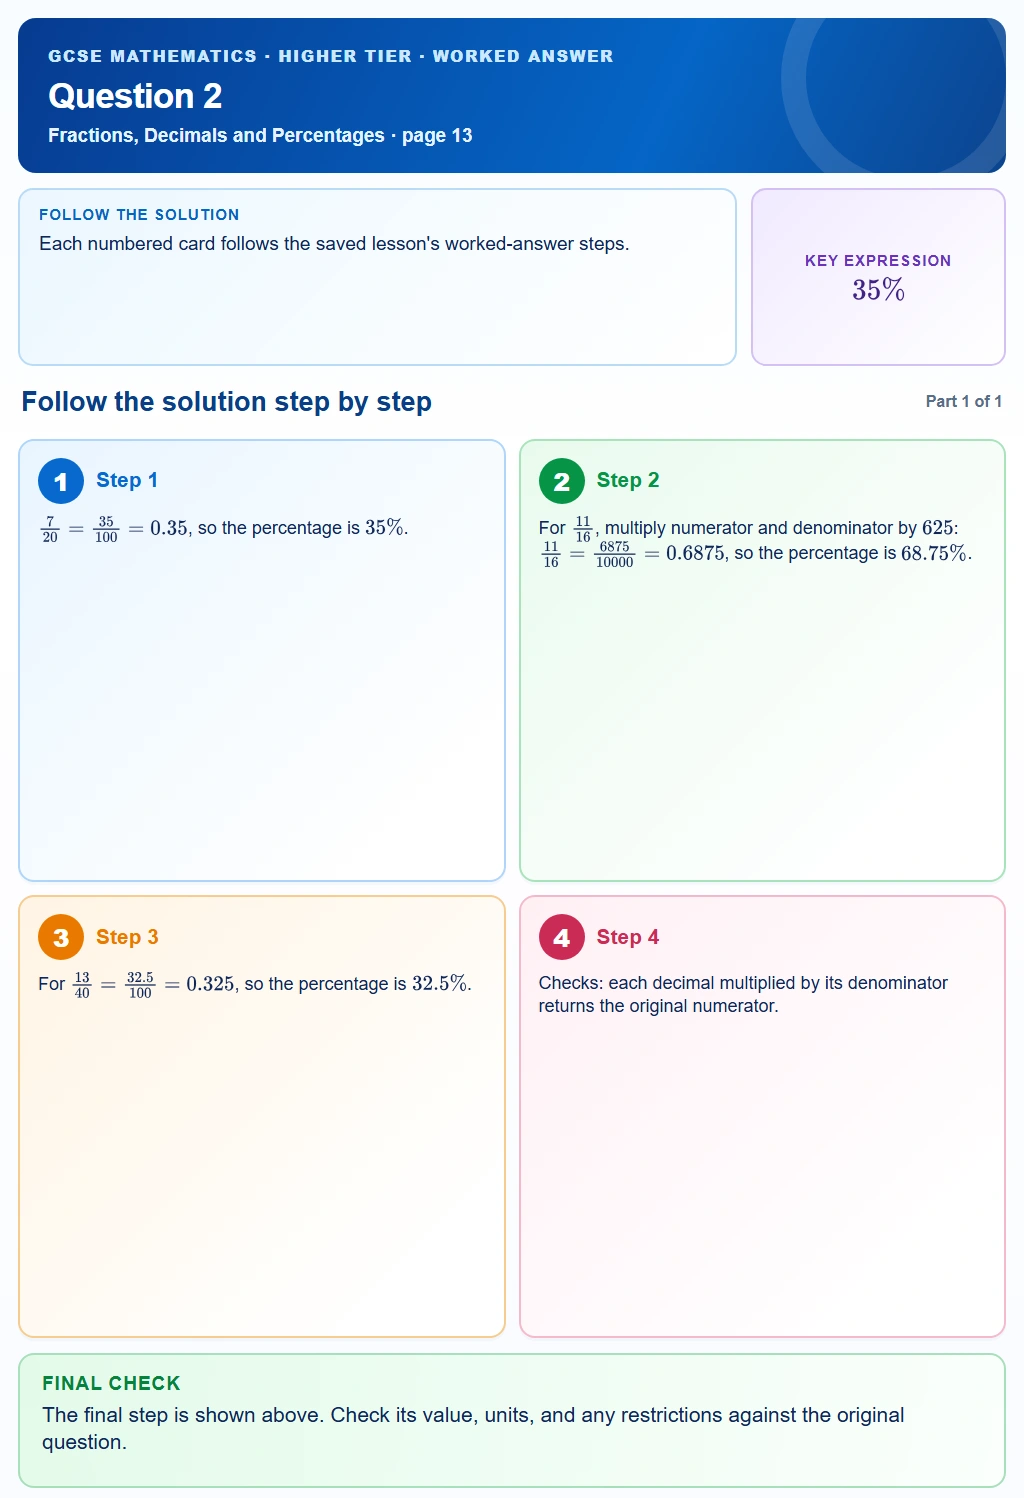 GCSE MATHEMATICS · HIGHER TIER · WORKED ANSWER
Question 2
Fractions, Decimals and Percentages · page 13
FOLLOW THE SOLUTION
Each numbered card follows the saved lesson's worked-answer steps.
KEY EXPRESSION
35%
Follow the solution step by step
Part 1 of 1
1 Step 1
7/20 = 35/100 = 0.35, so the percentage is 35%.
2 Step 2
For 11/16, multiply numerator and denominator by 625:
11/16 = 6875/10000 = 0.6875, so the percentage is 68.75%.
3 Step 3
For 13/40 = 32.5/100 = 0.325, so the percentage is 32.5%.
4 Step 4
Checks: each decimal multiplied by its denominator
returns the original numerator.
FINAL CHECK
The final step is shown above. Check its value, units, and any restrictions against the original
question.